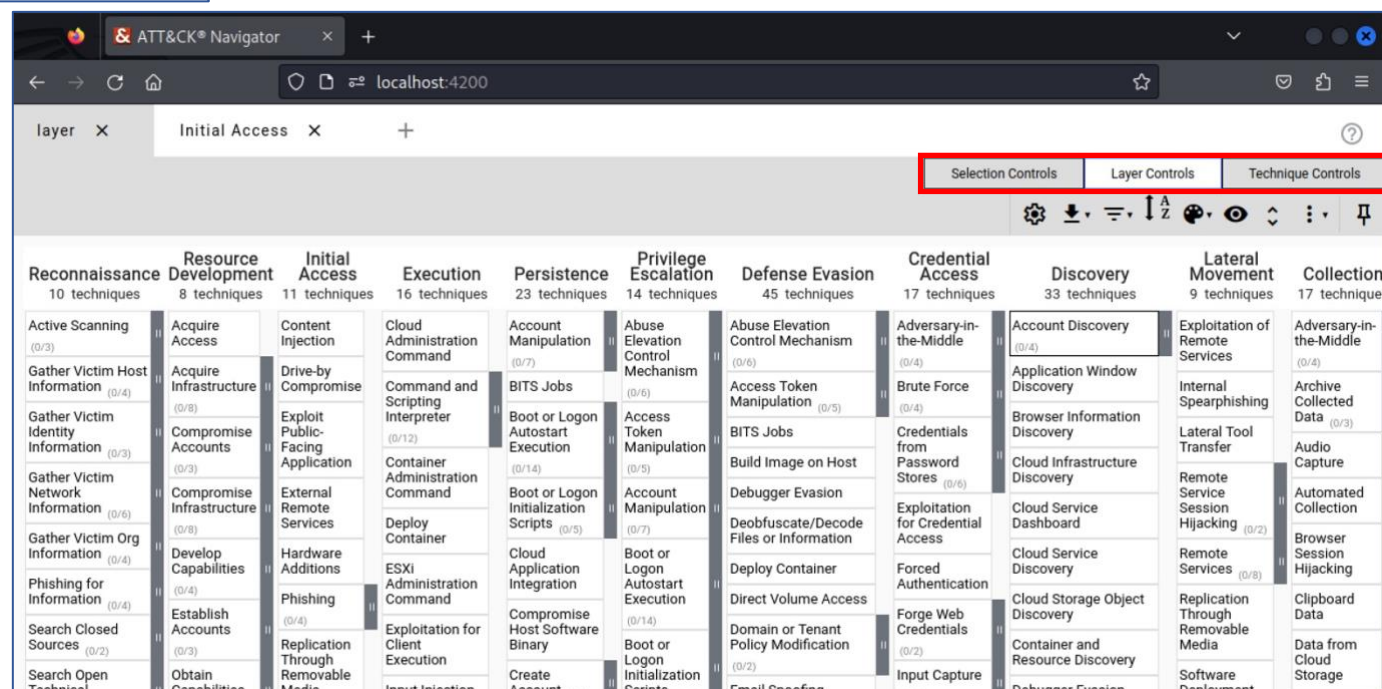 ATT&CK® Navigator
localhost:4200
layer
Initial Access
Selection Controls
Layer Controls
Technique Controls
Reconnaissance
10 techniques
Active Scanning
(0/3)
Gather Victim Host
Information (0/4)
Gather Victim
Identity
Information (0/3)
Gather Victim
Network
Information (0/6)
Gather Victim Org
Information (0/4)
Phishing for
Information (0/4)
Search Closed
Sources (0/2)
Search Open
Technical
Resource
Development
8 techniques
Acquire
Access
Acquire
Infrastructure
(0/8)
Compromise
Accounts
(0/3)
Compromise
Infrastructure
(0/8)
Develop
Capabilities
(0/4)
Establish
Accounts
(0/3)
Obtain
Capabilities
Initial
Access
11 techniques
Content
Injection
Drive-by
Compromise
Exploit
Public-
Facing
Application
External
Remote
Services
Hardware
Additions
Phishing
(0/4)
Replication
Through
Removable
Media
Execution
16 techniques
Cloud
Administration
Command
Command and
Scripting
Interpreter
(0/12)
Container
Administration
Command
Deploy
Container
ESXi
Administration
Command
Exploitation for
Client
Execution
Input Injection
Persistence
23 techniques
Account
Manipulation
(0/7)
BITS Jobs
Boot or Logon
Autostart
Execution
(0/14)
Boot or Logon
Initialization
Scripts (0/5)
Cloud
Application
Integration
Compromise
Host Software
Binary
Create
Account
Privilege
Escalation
14 techniques
Abuse
Elevation
Control
Mechanism
(0/6)
Access
Token
Manipulation
(0/5)
Account
Manipulation
(0/7)
Boot or
Logon
Autostart
Execution
(0/14)
Boot or
Logon
Initialization
Scripts
Defense Evasion
45 techniques
Abuse Elevation
Control Mechanism
(0/6)
Access Token
Manipulation (0/5)
BITS Jobs
Build Image on Host
Debugger Evasion
Deobfuscate/Decode
Files or Information
Deploy Container
Direct Volume Access
Domain or Tenant
Policy Modification
(0/2)
Email Spoofing
Credential
Access
17 techniques
Adversary-in-
the-Middle
(0/4)
Brute Force
(0/4)
Credentials
from
Password
Stores (0/6)
Exploitation
for Credential
Access
Forced
Authentication
Forge Web
Credentials
(0/2)
Input Capture
Discovery
33 techniques
Account Discovery
(0/4)
Application Window
Discovery
Browser Information
Discovery
Cloud Infrastructure
Discovery
Cloud Service
Dashboard
Cloud Service
Discovery
Cloud Storage Object
Discovery
Container and
Resource Discovery
Debugger Evasion
Lateral
Movement
9 techniques
Exploitation of
Remote
Services
Internal
Spearphishing
Lateral Tool
Transfer
Remote
Service
Session
Hijacking (0/2)
Remote
Services (0/8)
Replication
Through
Removable
Media
Software
Deployment
Collection
17 technique
Adversary-in-
the-Middle
(0/4)
Archive
Collected
Data (0/3)
Audio
Capture
Automated
Collection
Browser
Session
Hijacking
Clipboard
Data
Data from
Cloud
Storage